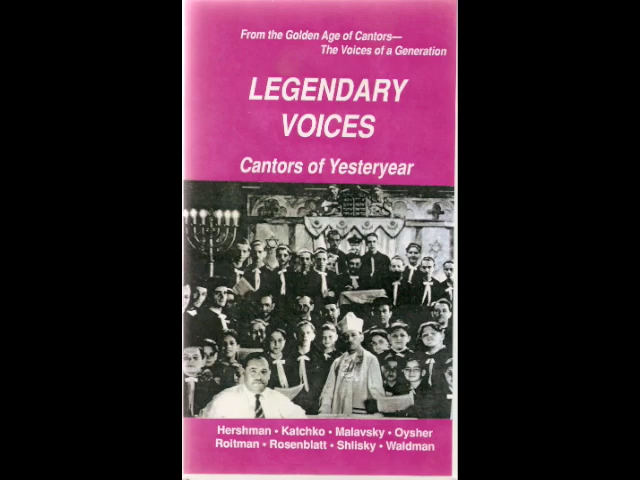 From the Golden Age of Cantors—
The Voices of a Generation
LEGENDARY
VOICES
Cantors of Yesteryear
Hershman • Katchko • Malavsky • Oysher
Roitman • Rosenblatt • Shlisky • Waldman